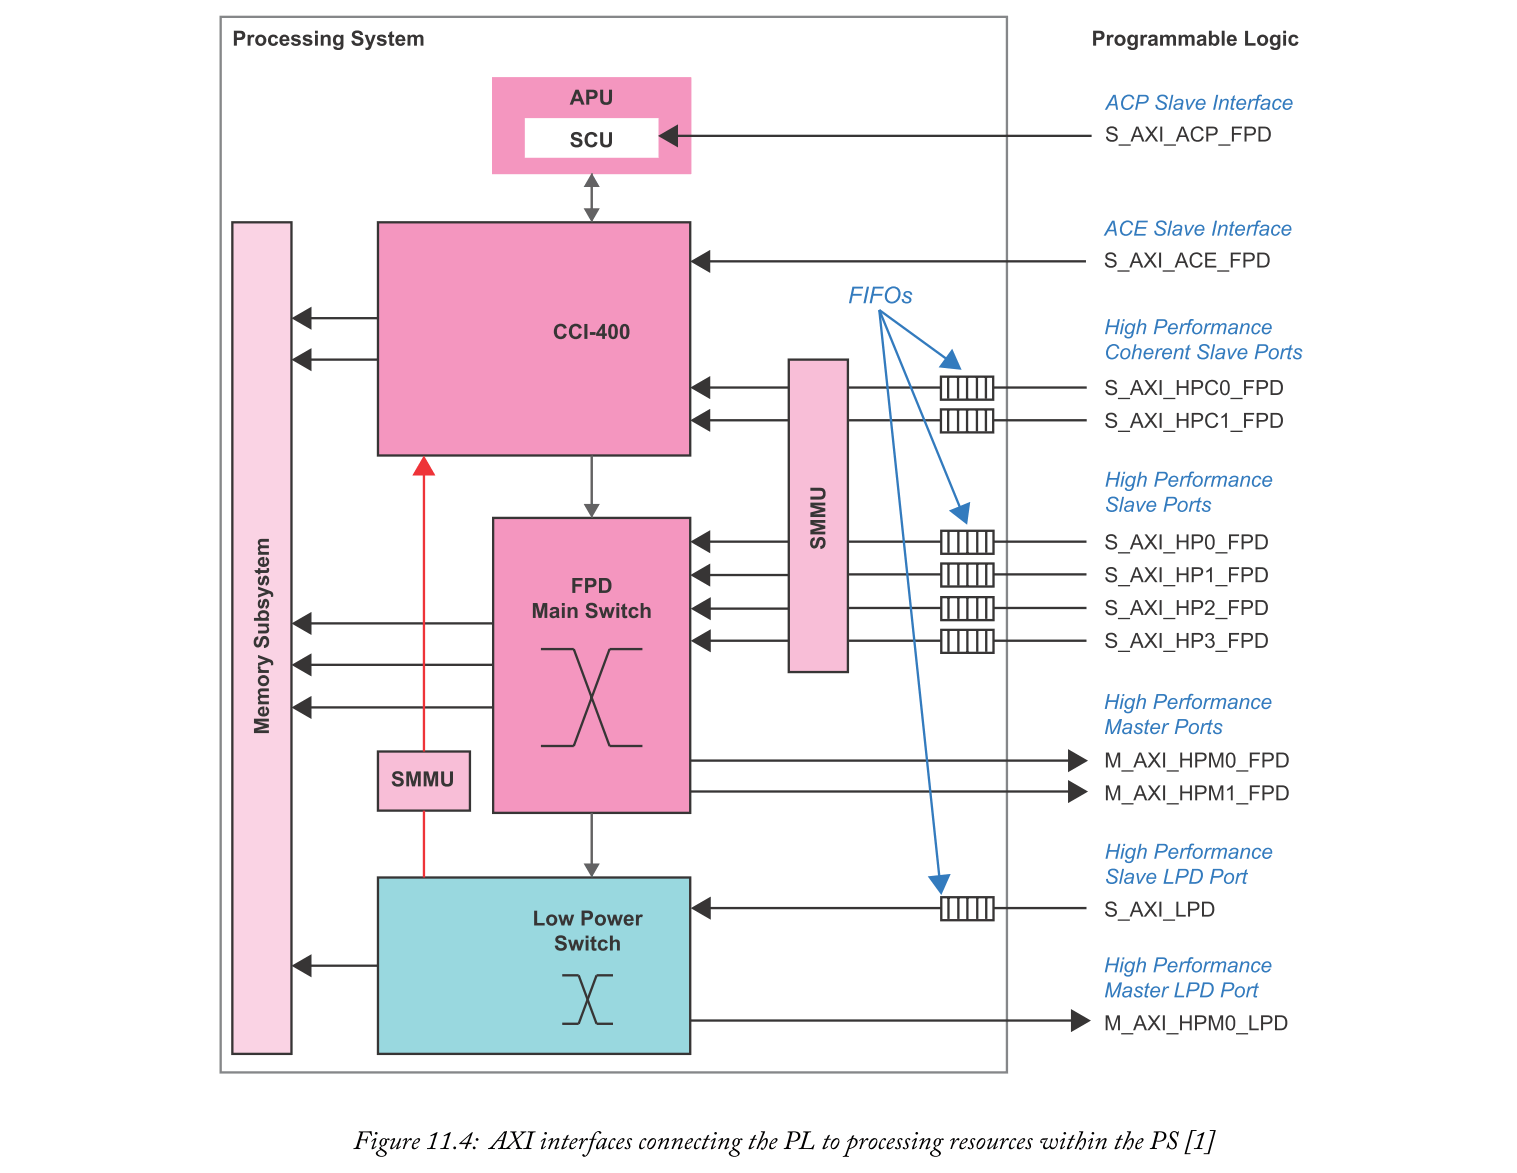 Processing System
Programmable Logic
APU
SCU
ACP Slave Interface
S_AXI_ACP_FPD
ACE Slave Interface
S_AXI_ACE_FPD
CCI-400
FIFOs
High Performance
Coherent Slave Ports
S_AXI_HPC0_FPD
S_AXI_HPC1_FPD
SMMU
High Performance
Slave Ports
S_AXI_HP0_FPD
S_AXI_HP1_FPD
S_AXI_HP2_FPD
S_AXI_HP3_FPD
FPD
Main Switch
Memory Subsystem
High Performance
Master Ports
M_AXI_HPM0_FPD
M_AXI_HPM1_FPD
SMMU
High Performance
Slave LPD Port
S_AXI_LPD
Low Power
Switch
High Performance
Master LPD Port
M_AXI_HPM0_LPD
Figure 11.4: AXI interfaces connecting the PL to processing resources within the PS [1]